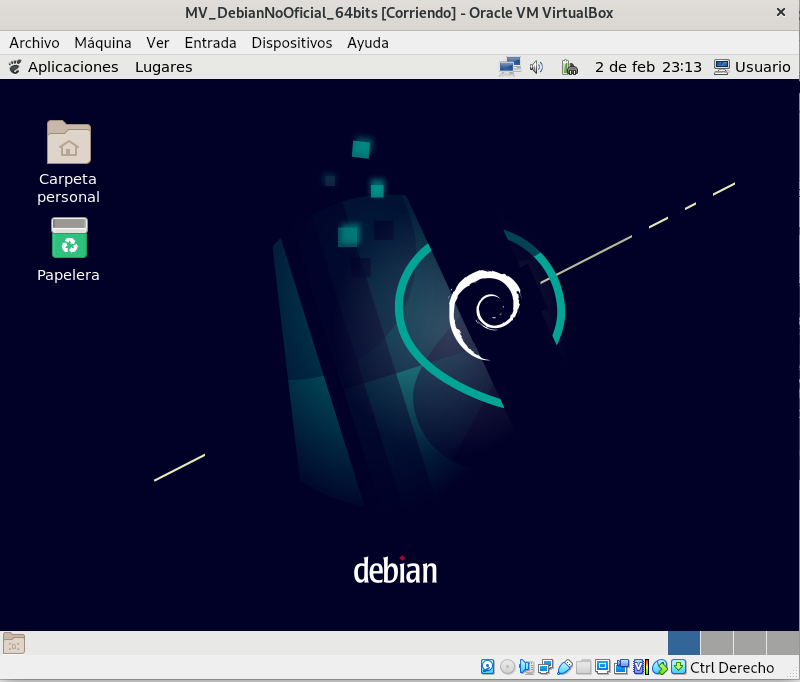 MV_DebianNoOficial_64bits [Corriendo] - Oracle VM VirtualBox
Archivo Máquina Ver Entrada Dispositivos Ayuda
Aplicaciones Lugares 2 de feb 23:13 Usuario
Carpeta
personal
Papelera
debian
Ctrl Derecho